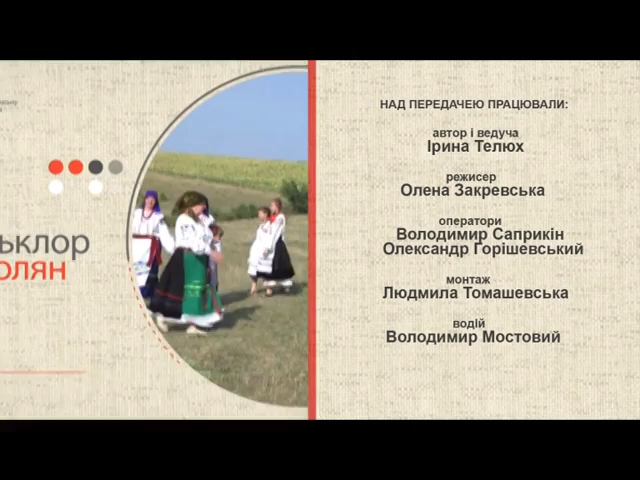 ьклор
олян
НАД ПЕРЕДАЧЕЮ ПРАЦЮВАЛИ:
автор і ведуча
Ірина Телюх
режисер
Олена Закревська
оператори
Володимир Саприкін
Олександр Горішевський
монтаж
Людмила Томашевська
водій
Володимир Мостовий